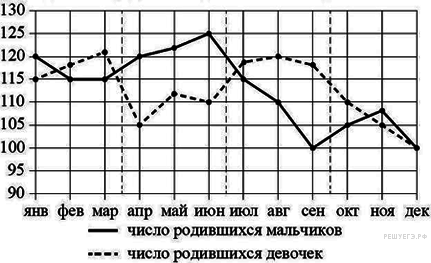 130
125
120
115
110
105
100
95
90
янв фев мар апр май июн июл авг сен окт ноя дек
число родившихся мальчиков
число родившихся девочек
РЕШУЕГЭ.РФ